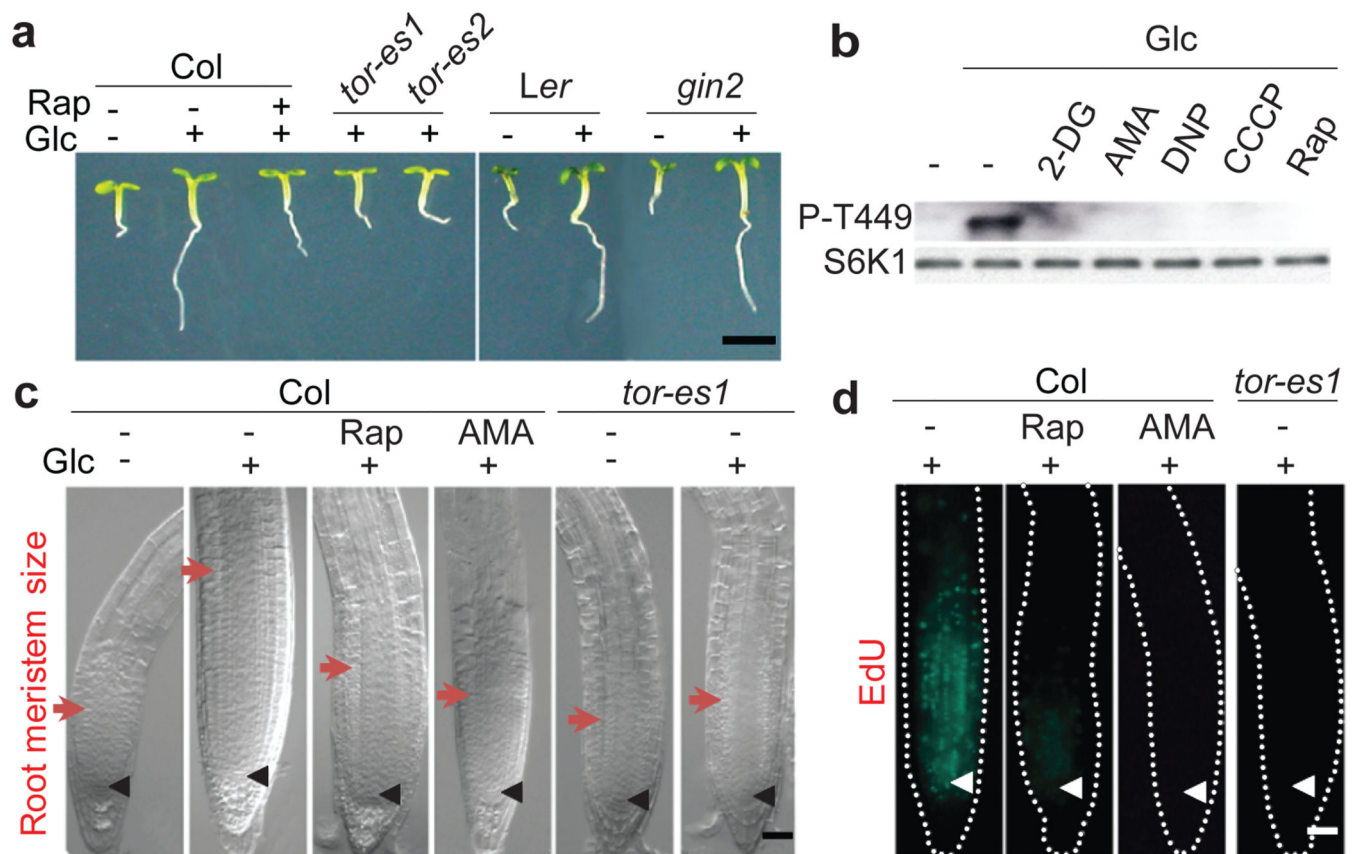 a
Col tor-es1 tor-es2 Ler gin2
Rap - - +
Glc - + + + + - + - +
b
Glc
- - 2-DG AMA DNP CCCP Rap
P-T449
S6K1
c
Col tor-es1
- - Rap AMA - -
Glc - + + + - +
Root meristem size
d
Col tor-es1
- Rap AMA -
+ + + +
EdU